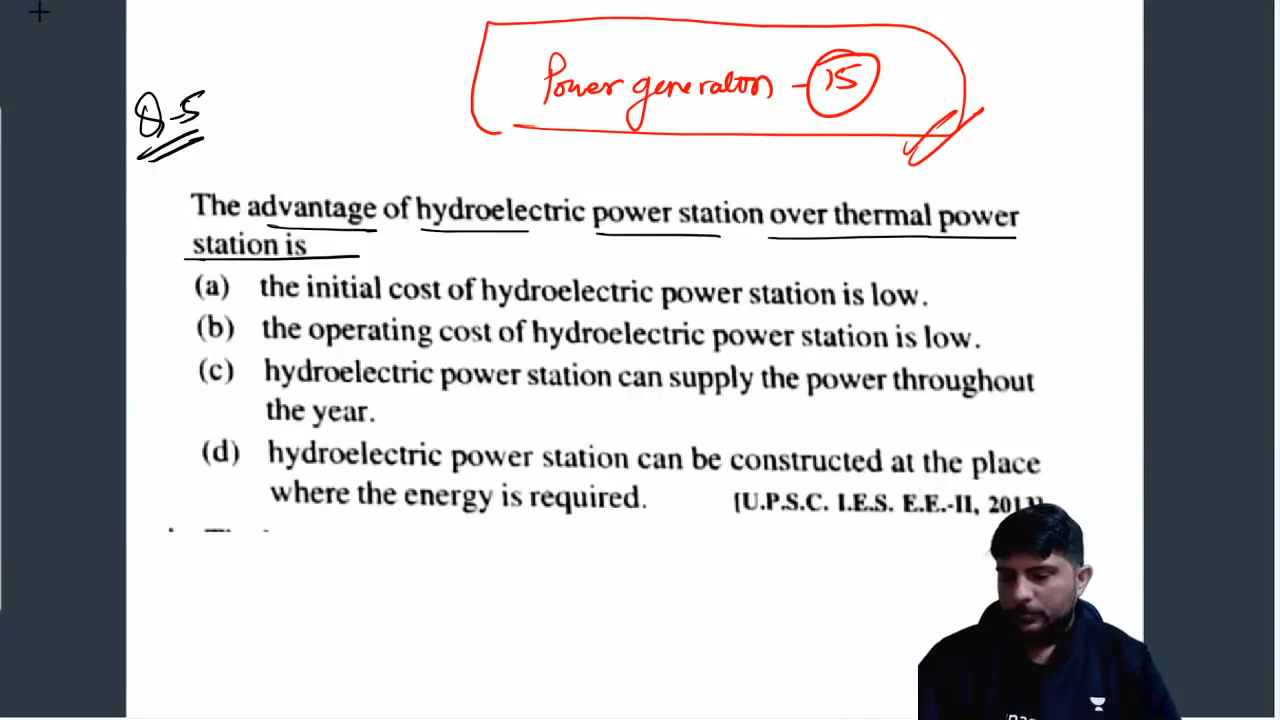 Power generation - 15
Q-5
The advantage of hydroelectric power station over thermal power
station is
(a) the initial cost of hydroelectric power station is low.
(b) the operating cost of hydroelectric power station is low.
(c) hydroelectric power station can supply the power throughout
the year.
(d) hydroelectric power station can be constructed at the place
where the energy is required. [U.P.S.C. I.E.S. E.E.-II,